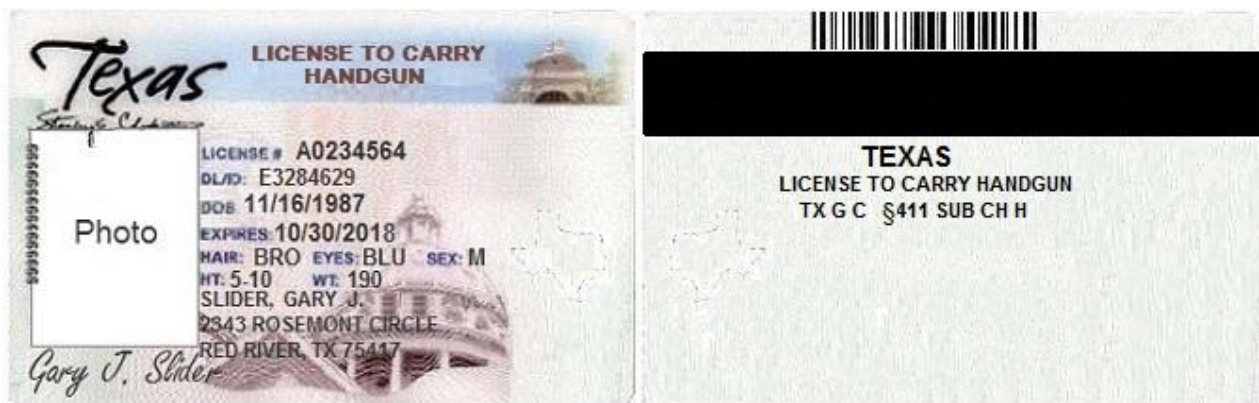 Texas
LICENSE TO CARRY
HANDGUN
LICENSE # A0234564
DL/ID: E3284629
DOB 11/16/1987
EXPIRES: 10/30/2018
HAIR: BRO EYES: BLU SEX: M
HT: 5-10 WT: 190
SLIDER, GARY J.
2343 ROSEMONT CIRCLE
RED RIVER, TX 75417
Photo
Gary J. Slider
TEXAS
LICENSE TO CARRY HANDGUN
TX G C §411 SUB CH H